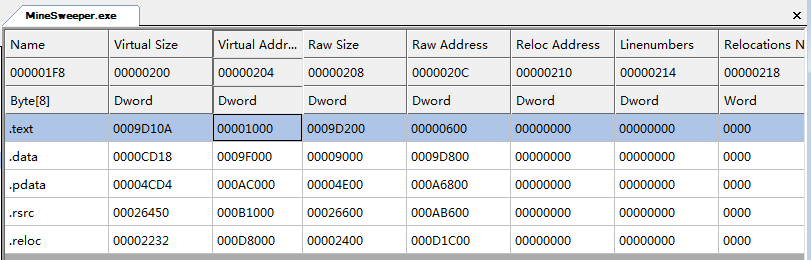 MineSweeper.exe
Name Virtual Size Virtual Addr... Raw Size Raw Address Reloc Address Linenumbers Relocations N
000001F8 00000200 00000204 00000208 0000020C 00000210 00000214 00000218
Byte[8] Dword Dword Dword Dword Dword Dword Word
.text 0009D10A 00001000 0009D200 00000600 00000000 00000000 0000
.data 0000CD18 0009F000 00009000 0009D800 00000000 00000000 0000
.pdata 00004CD4 000AC000 00004E00 000A6800 00000000 00000000 0000
.rsrc 00026450 000B1000 00026600 000AB600 00000000 00000000 0000
.reloc 00002232 000D8000 00002400 000D1C00 00000000 00000000 0000